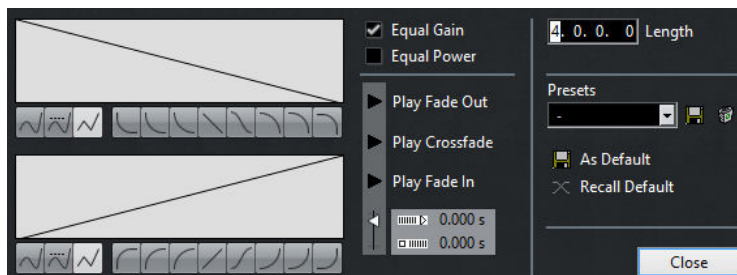 Equal Gain
Equal Power
Play Fade Out
Play Crossfade
Play Fade In
0.000 s
0.000 s
4. 0. 0. 0 Length
Presets
-
As Default
Recall Default
Close